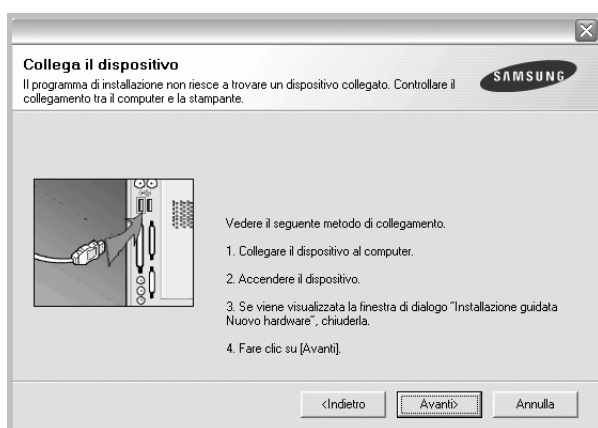 Collega il dispositivo
Il programma di installazione non riesce a trovare un dispositivo collegato. Controllare il
collegamento tra il computer e la stampante.
SAMSUNG
Vedere il seguente metodo di collegamento.
1. Collegare il dispositivo al computer.
2. Accendere il dispositivo.
3. Se viene visualizzata la finestra di dialogo "Installazione guidata
Nuovo hardware", chiuderla.
4. Fare clic su [Avanti].
<Indietro
Avanti>
Annulla